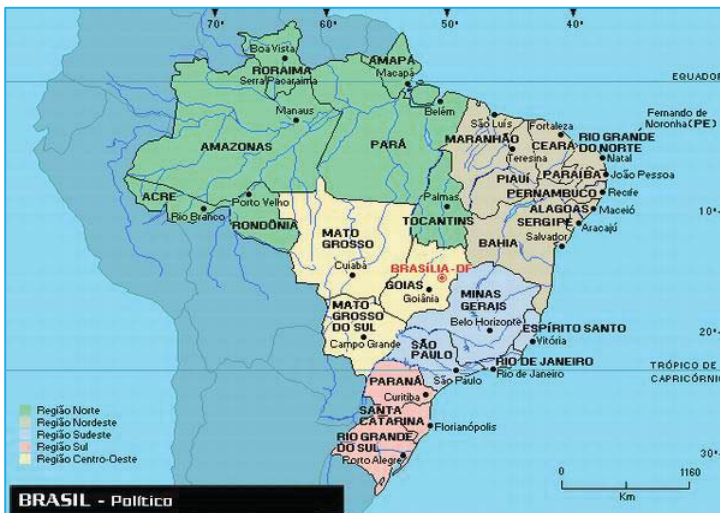 70°
60°
50°
40°
Boa Vista
RORAIMA
Serra Pacaraima
AMAPÁ
Macapá
EQUADOR
Manaus
Belém
São Luís
Fortaleza
Fernando de
Noronha (PE)
AMAZONAS
PARÁ
MARANHÃO
Teresina
CEARÁ
RIO GRANDE
DO NORTE
Natal
PIAUÍ
PARAÍBA
João Pessoa
ACRE
Rio Branco
Porto Velho
RONDÔNIA
Palmas
TOCANTINS
PERNAMBUCO
Recife
ALAGOAS
Maceió
SERGIPE
Aracajú
10°
BAHIA
Salvador
MATO
GROSSO
Cuiabá
BRASÍLIA-DF
GOIAS
Goiânia
MINAS
GERAIS
Belo Horizonte
MATO
GROSSO
DO SUL
Campo Grande
ESPÍRITO SANTO
Vitória
20°
SÃO
PAULO
São Paulo
RIO DE JANEIRO
Rio de Janeiro
TRÓPICO DE
CAPRICÓRNIO
PARANÁ
Curitiba
SANTA
CATARINA
Florianópolis
RIO GRANDE
DO SUL
Porto Alegre
30°
Região Norte
Região Nordeste
Região Sudeste
Região Sul
Região Centro-Oeste
0
1160
Km
BRASIL - Político